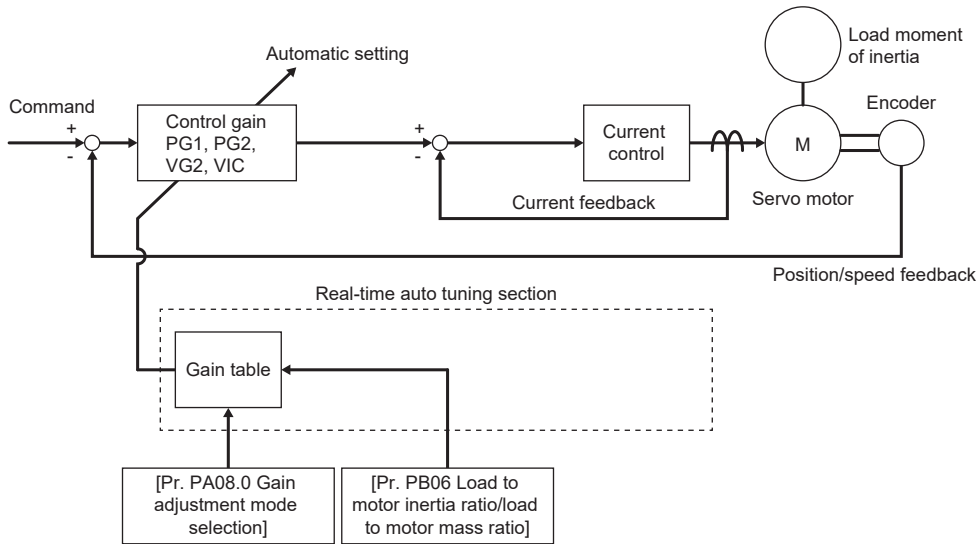 Automatic setting
Load moment
of inertia
Command
Encoder
+
-
Control gain
PG1, PG2,
VG2, VIC
+
-
Current
control
M
Current feedback
Servo motor
Position/speed feedback
Real-time auto tuning section
Gain table
[Pr. PA08.0 Gain
adjustment mode
selection]
[Pr. PB06 Load to
motor inertia ratio/load
to motor mass ratio]